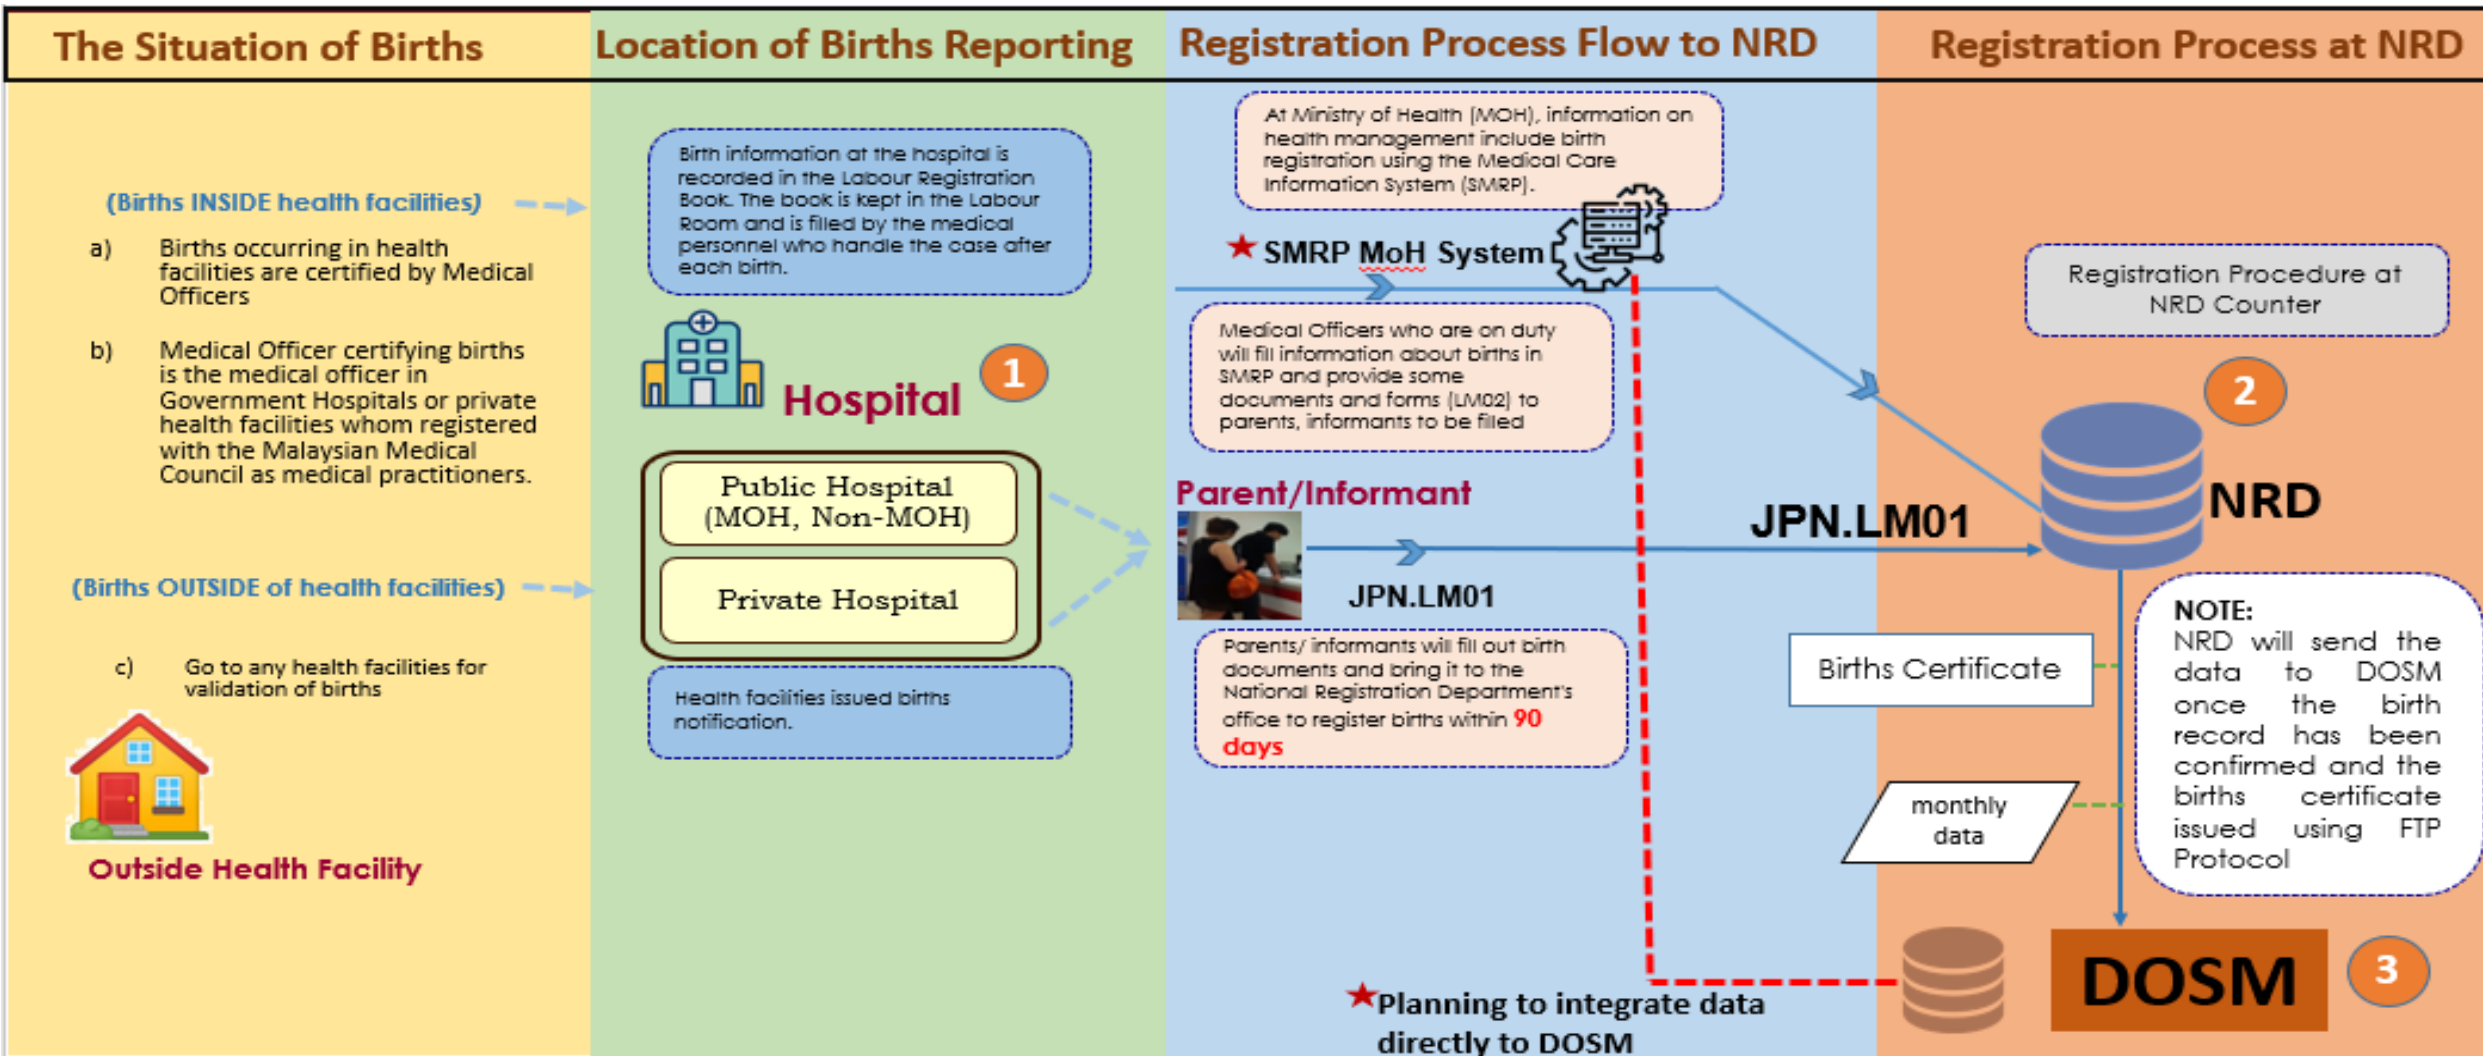 The Situation of Births
Location of Births Reporting
Registration Process Flow to NRD
Registration Process at NRD
(Births INSIDE health facilities)
a) Births occurring in health
facilities are certified by Medical
Officers
b) Medical Officer certifying births
is the medical officer in
Government Hospitals or private
health facilities whom registered
with the Malaysian Medical
Council as medical practitioners.
(Births OUTSIDE of health facilities)
c) Go to any health facilities for
validation of births
Outside Health Facility
Birth information at the hospital is
recorded in the Labour Registration
Book. The book is kept in the Labour
Room and is filled by the medical
personnel who handle the case after
each birth.
Hospital
1
Public Hospital
(MOH, Non-MOH)
Private Hospital
Health facilities issued births
notification.
At Ministry of Health (MOH), information on
health management include birth
registration using the Medical Care
Information System (SMRP).
SMRP MoH System
Medical Officers who are on duty
will fill information about births in
SMRP and provide some
documents and forms (LM02) to
parents, informants to be filled
Parent/Informant
JPN.LM01
JPN.LM01
Parents/ informants will fill out birth
documents and bring it to the
National Registration Department's
office to register births within 90
days
Planning to integrate data
directly to DOSM
Registration Procedure at
NRD Counter
2
NRD
Births Certificate
monthly
data
NOTE:
NRD will send the
data to DOSM
once the birth
record has been
confirmed and the
births certificate
issued using FTP
Protocol
DOSM
3